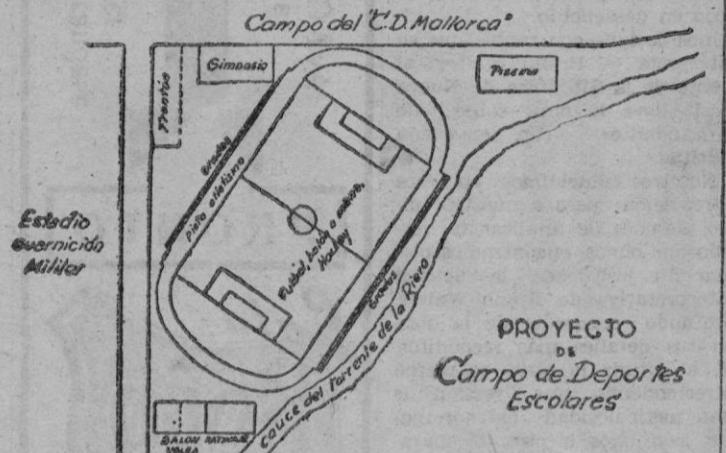 Campo del "C.D. Mallorca"
Frontón
Gimnasio
Piscina
gradas
pista atletismo
Futbol, balón a mano,
Hockey
Gradas
Estadio
Guarnición
Militar
Cauce del Torrente de la Riera
PROYECTO
DE
Campo de Deportes
Escolares
BALON
VOLEA
PATINAJE